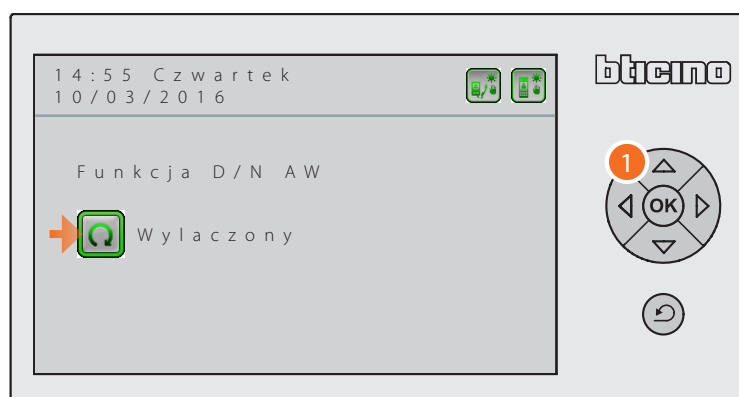 14:55 Czwartek
10/03/2016
bticino
Funkcja D/N AW
Wylaczony
1
OK